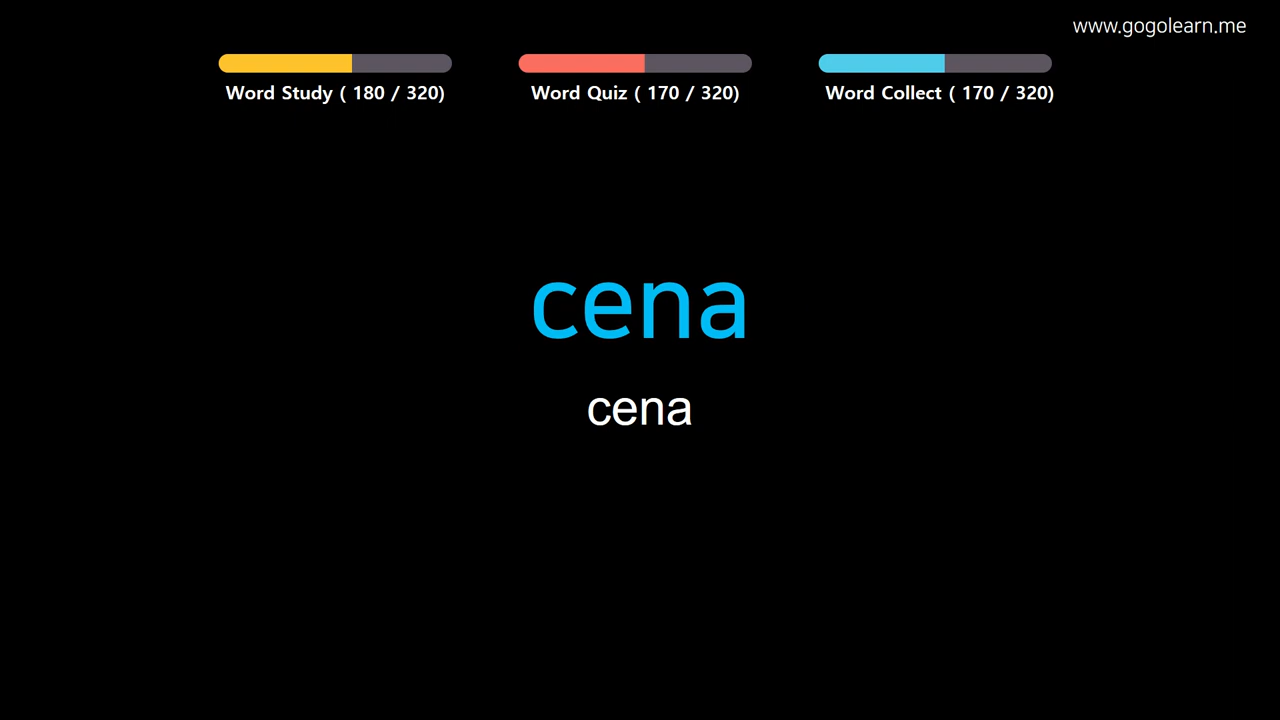 www.gogolearn.me
Word Study ( 180 / 320)
Word Quiz ( 170 / 320)
Word Collect ( 170 / 320)
cena
cena